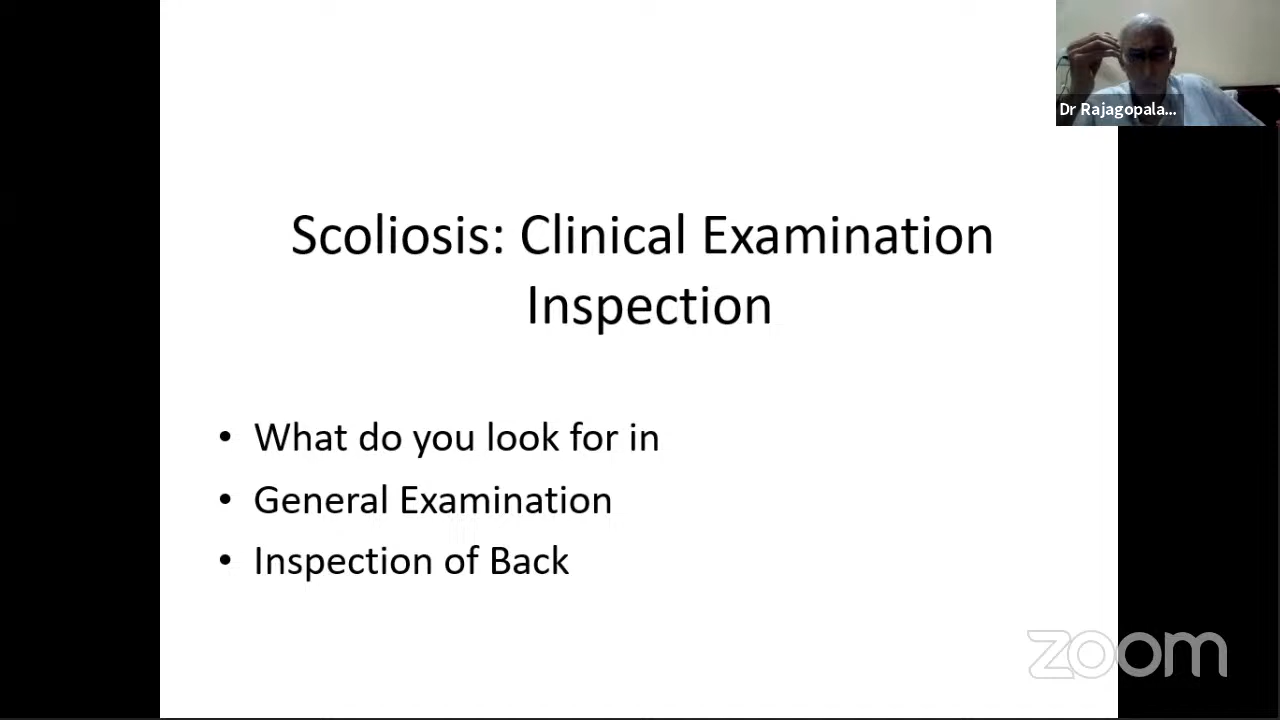 Dr Rajagopala...
Scoliosis: Clinical Examination
Inspection
• What do you look for in
• General Examination
• Inspection of Back
zoom